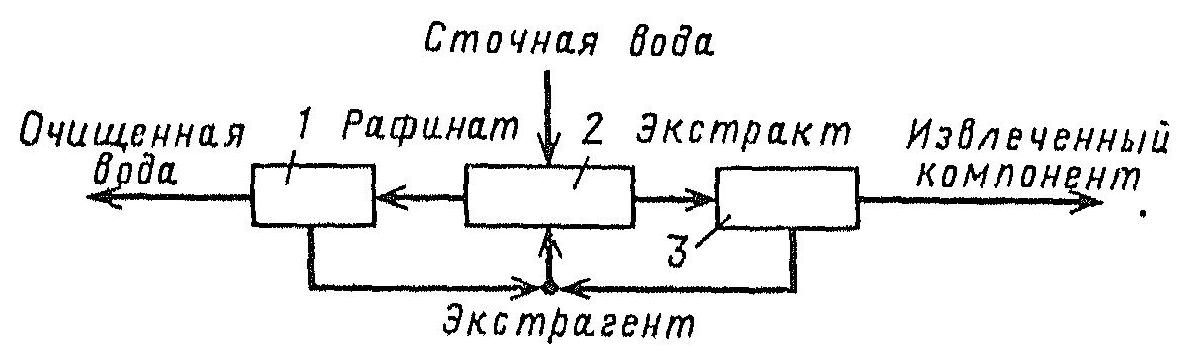 Сточная вода
Очищенная
вода
1
Рафинат
2
Экстракт
Извлеченный
компонент
3
Экстрагент